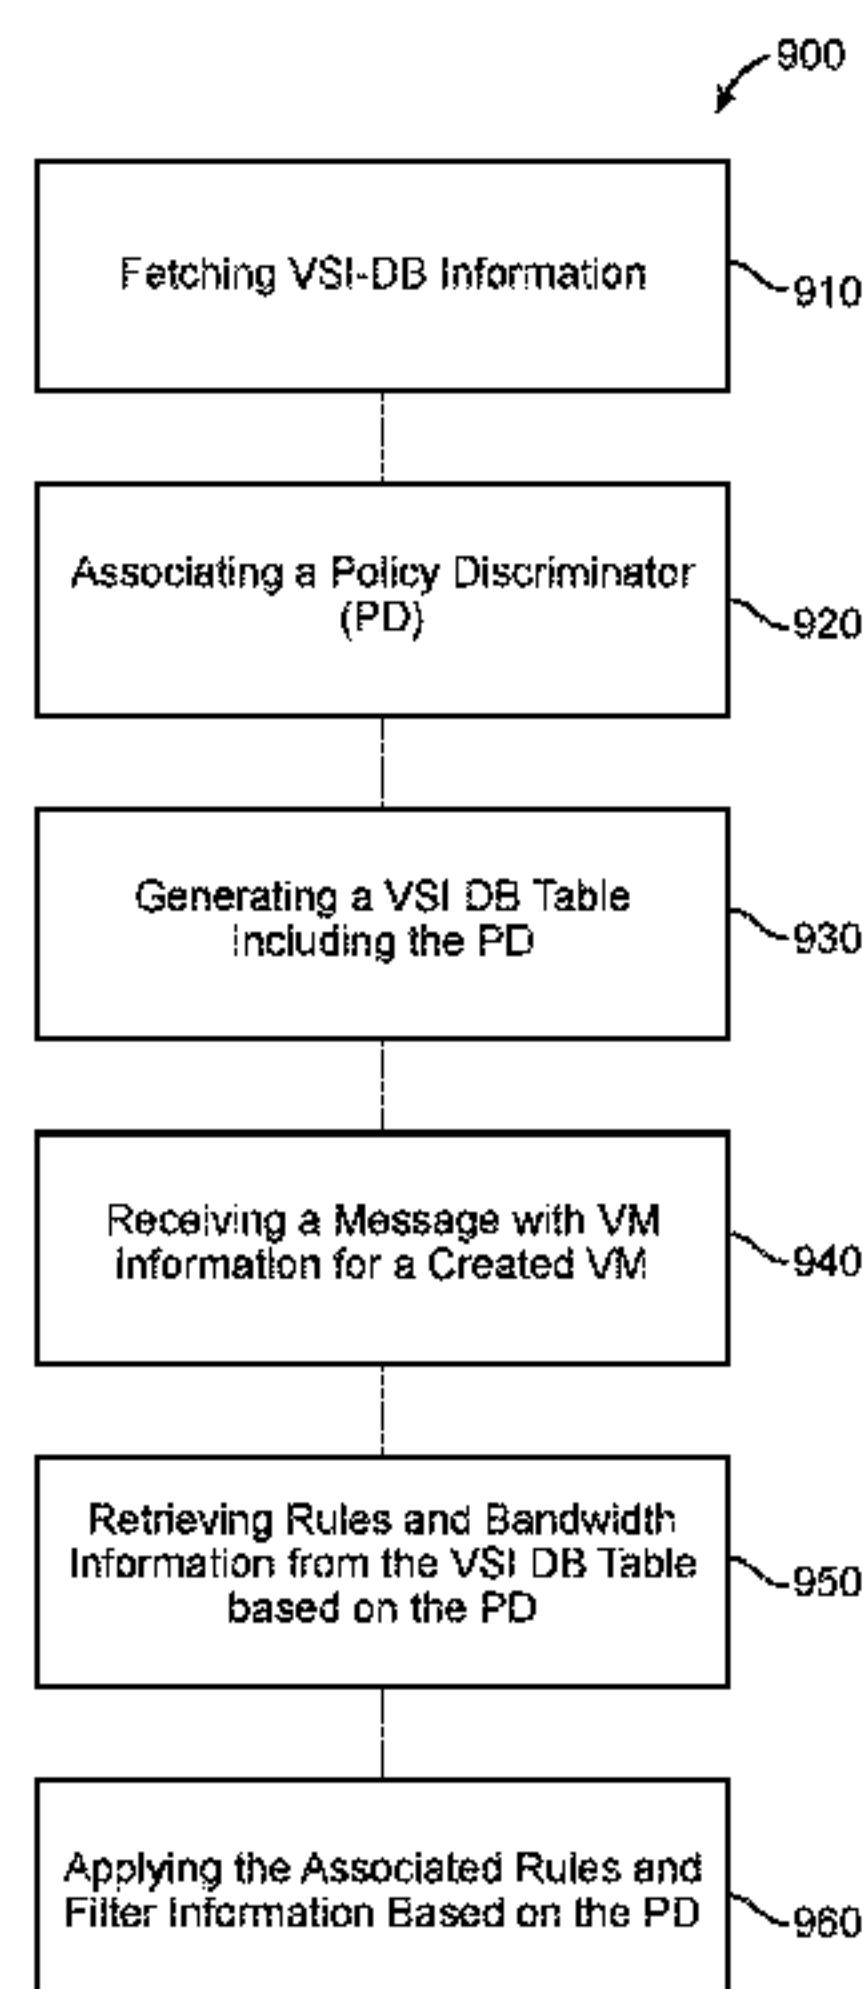 900
Fetching VSI-DB Information
910
Associating a Policy Discriminator
(PD)
920
Generating a VSI DB Table
Including the PD
930
Receiving a Message with VM
Information for a Created VM
940
Retrieving Rules and Bandwidth
Information from the VSI DB Table
based on the PD
950
Applying the Associated Rules and
Filter Information Based on the PD
960